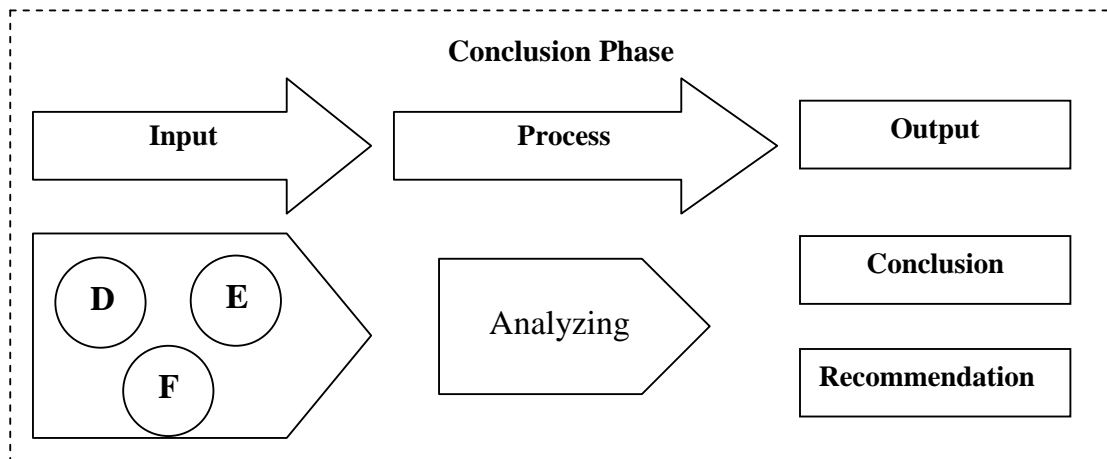 Conclusion Phase
Input
Process
Output
D
E
F
Analyzing
Conclusion
Recommendation